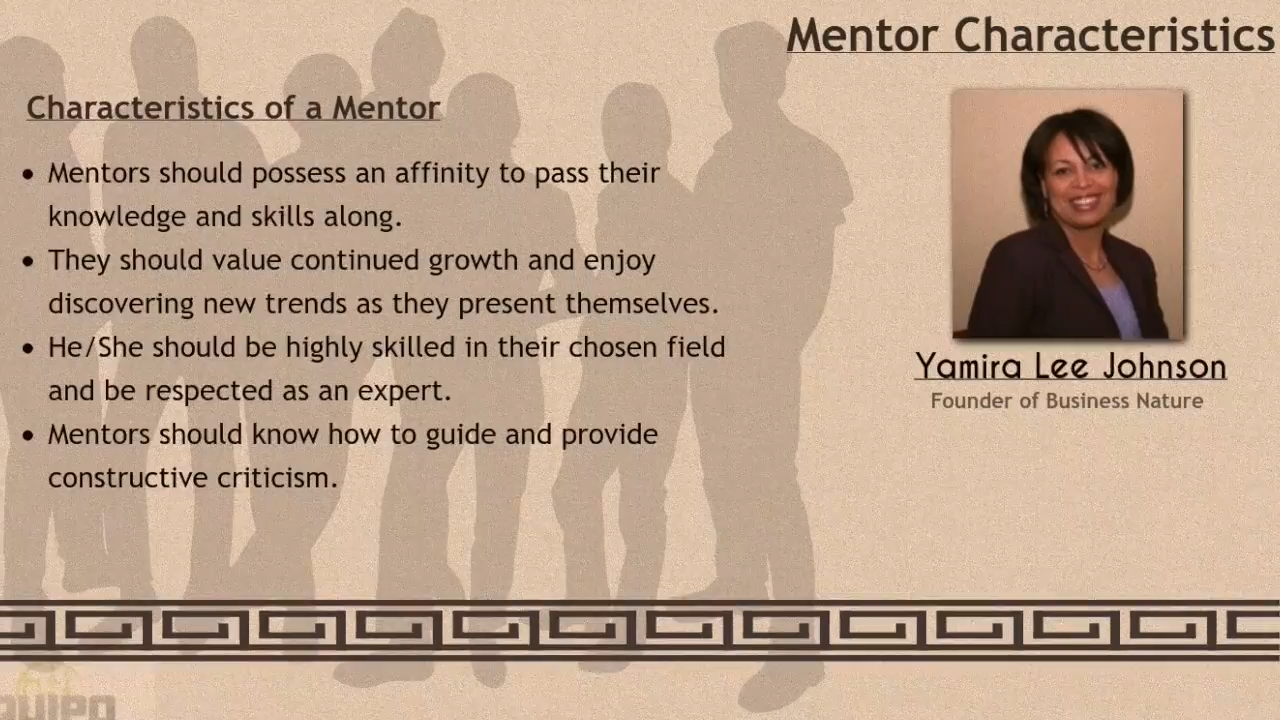 Mentor Characteristics
Characteristics of a Mentor
• Mentors should possess an affinity to pass their
knowledge and skills along.
• They should value continued growth and enjoy
discovering new trends as they present themselves.
• He/She should be highly skilled in their chosen field
and be respected as an expert.
• Mentors should know how to guide and provide
constructive criticism.
Yamira Lee Johnson
Founder of Business Nature